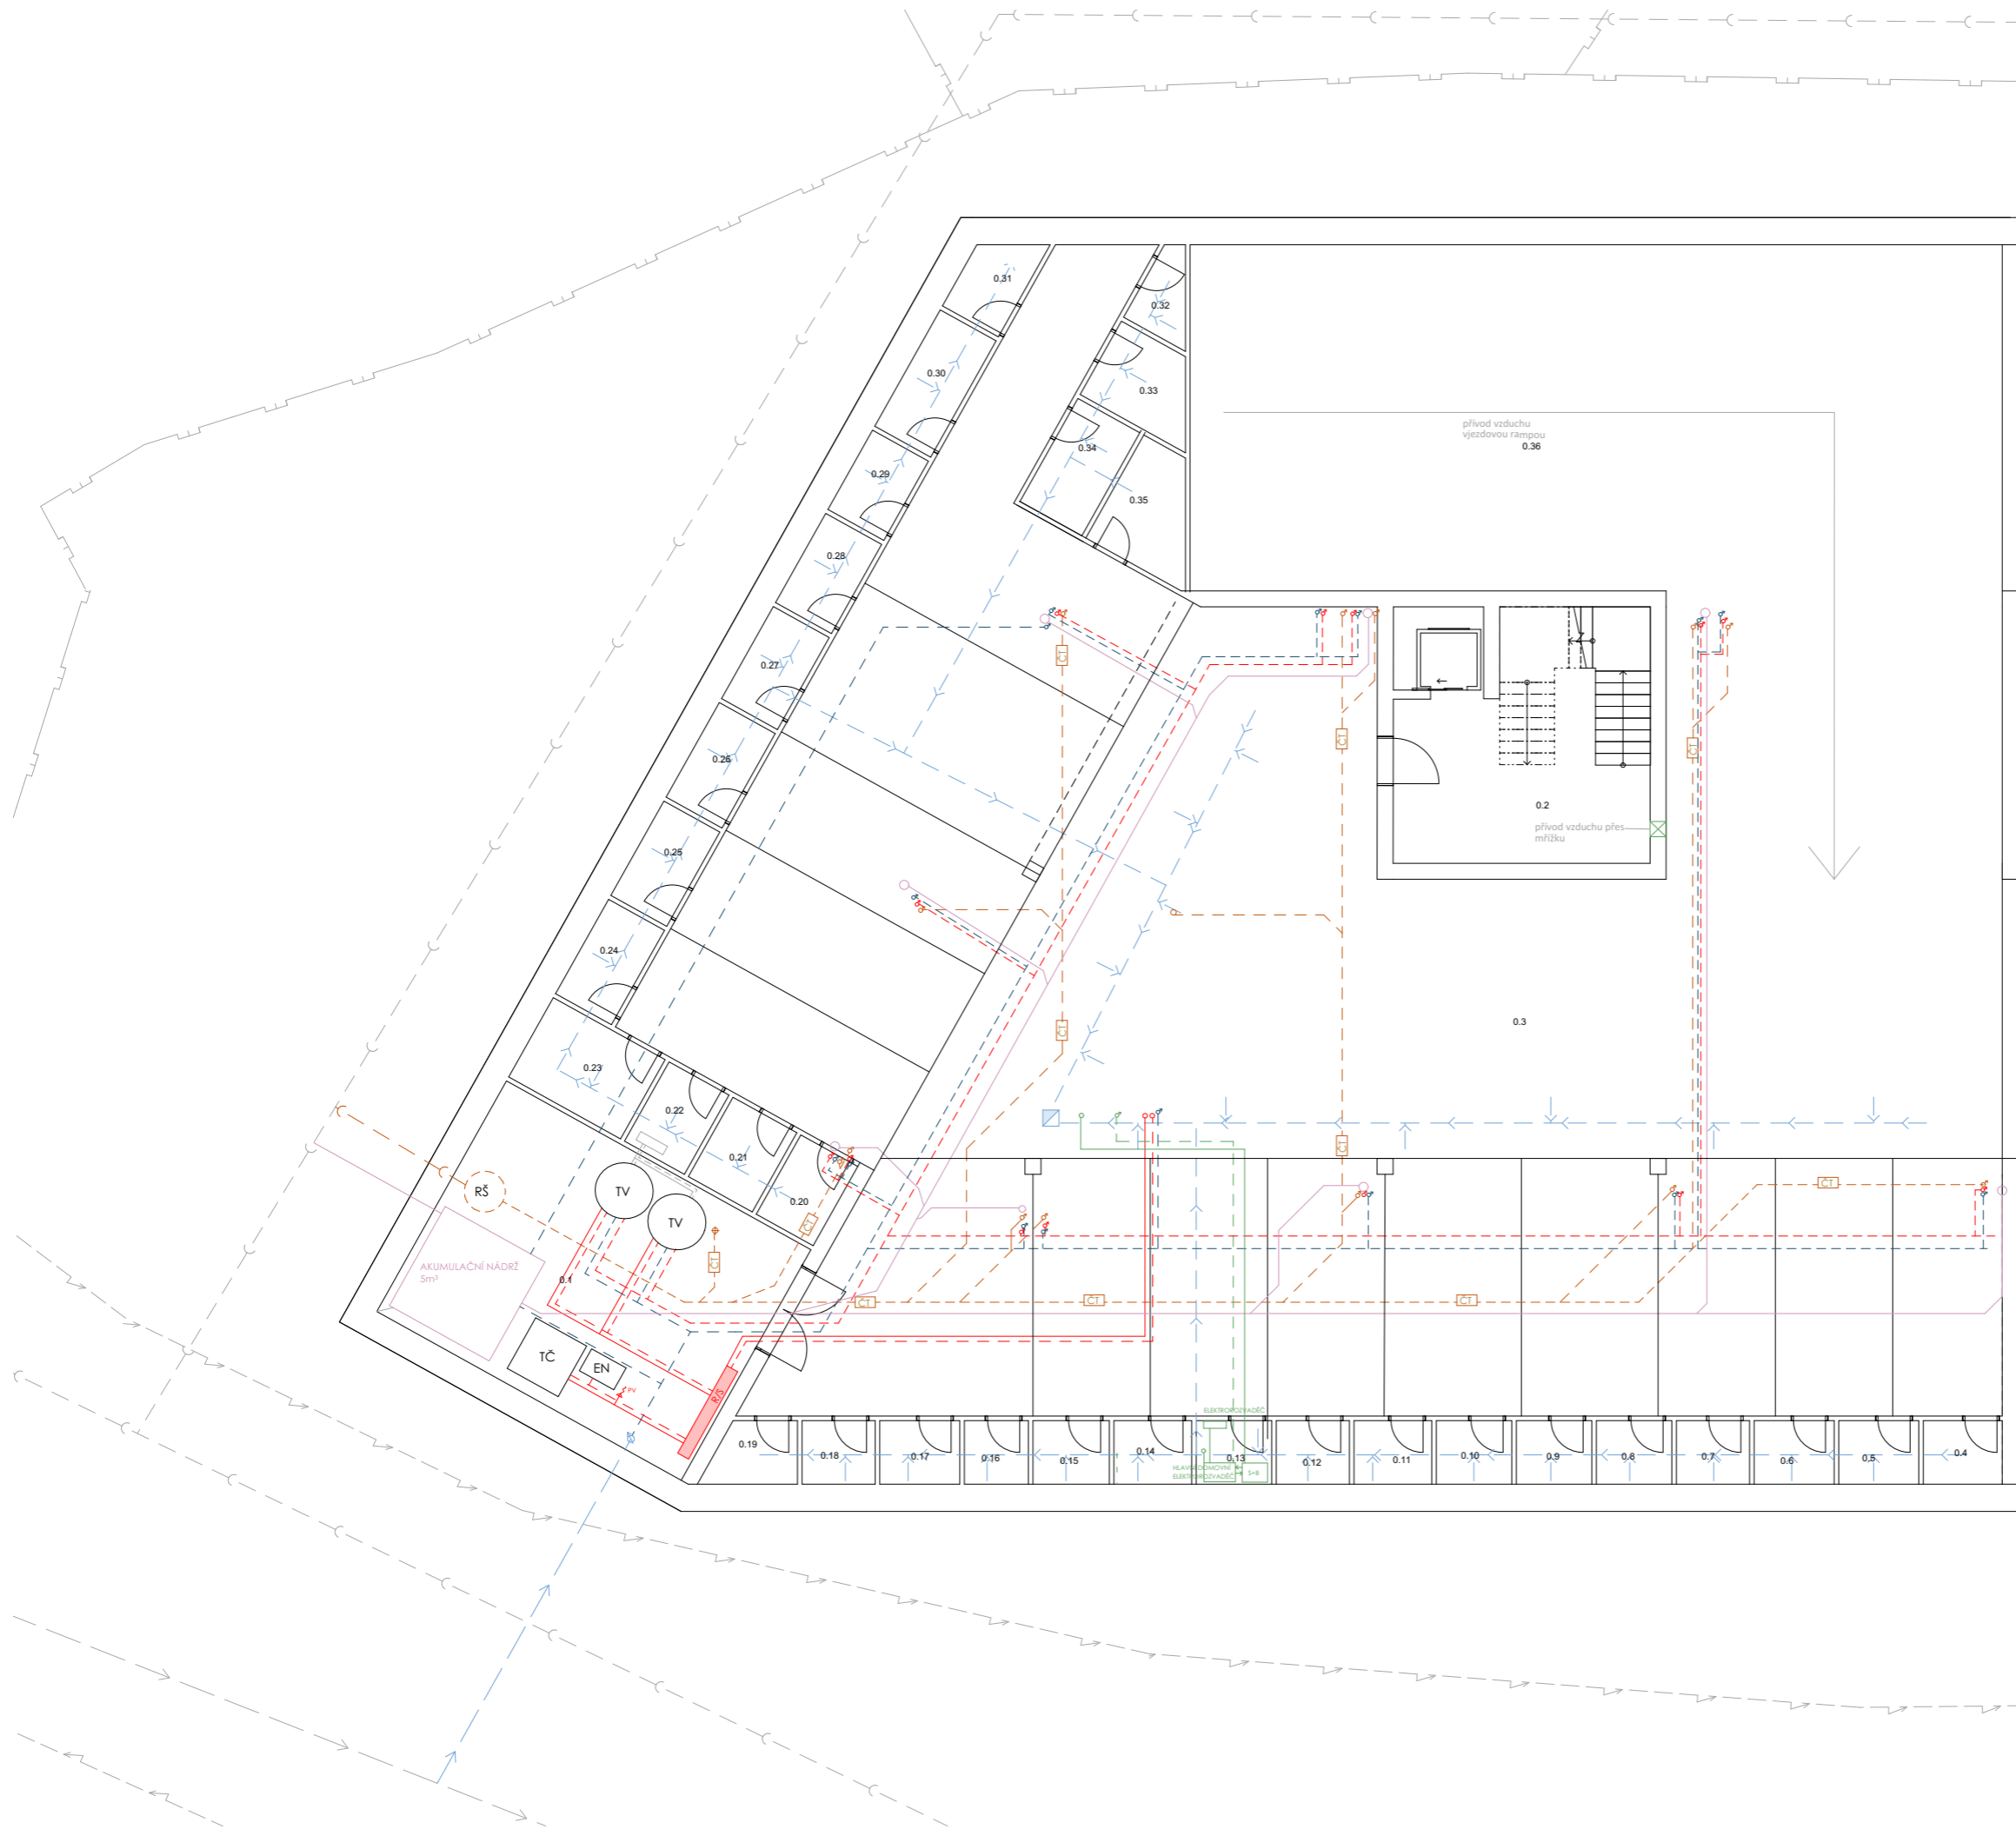 0.31
0.32
0.30
0.33
přívod vzduchu
vjezdovou rampou
0.36
0.34
0.29
0.35
0.28
0.27
0.26
0.2
přívod vzduchu přes
mřížku
0.25
0.24
0.3
0.23
0.22
0.21
0.20
ČT
ČT
ČT
ČT
ČT
ČT
ČT
ČT
ČT
ČT
ČT
RŠ
TV
TV
AKUMULAČNÍ NÁDRŽ
5m³
0.1
TČ
EN
PV
R/S
ELEKTROROZVADĚČ
HLAVNÍ DOMOVNÍ
ELEKTROROZVADĚČ
S+B
0.19
0.18
0.17
0.16
0.15
0.14
0.13
0.12
0.11
0.10
0.9
0.8
0.7
0.6
0.5
0.4